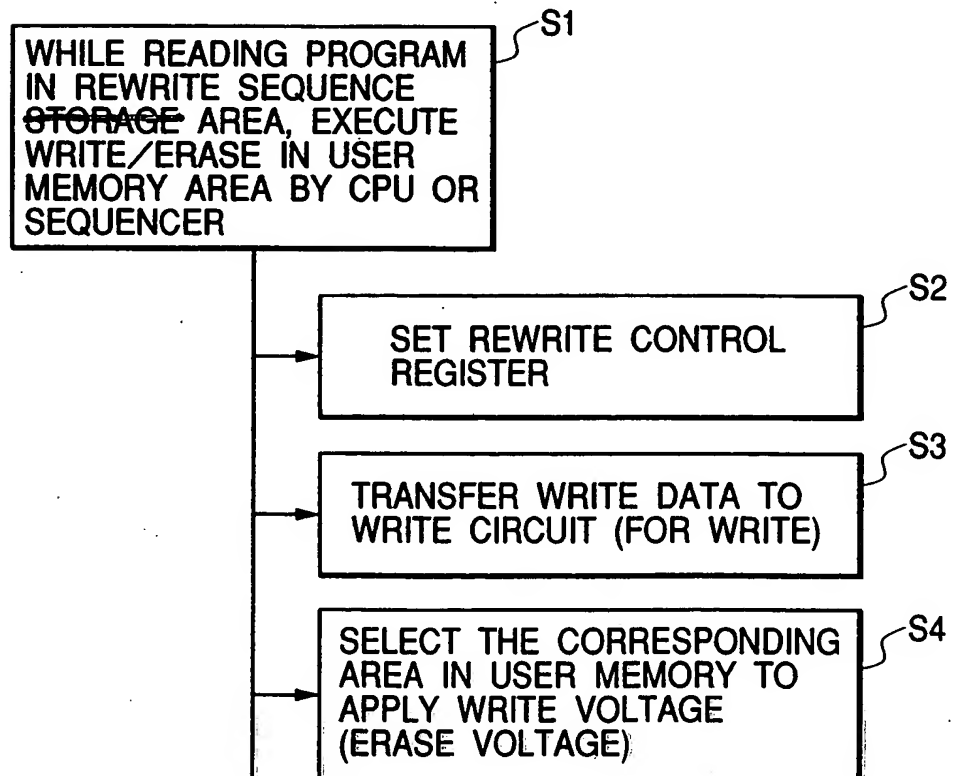 S1
WHILE READING PROGRAM
IN REWRITE SEQUENCE
STORAGE AREA, EXECUTE
WRITE/ERASE IN USER
MEMORY AREA BY CPU OR
SEQUENCER
S2
SET REWRITE CONTROL
REGISTER
S3
TRANSFER WRITE DATA TO
WRITE CIRCUIT (FOR WRITE)
S4
SELECT THE CORRESPONDING
AREA IN USER MEMORY TO
APPLY WRITE VOLTAGE
(ERASE VOLTAGE)